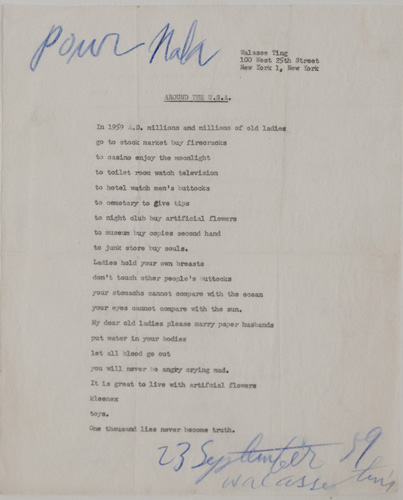 pour Nala
Walasse Ting
100 West 25th Street
New York 1, New York
AROUND THE U.S.A.
In 1959 A.D. millions and millions of old ladies
go to stock market buy firecrucks
to casino enjoy the moonlight
to toilet room watch television
to hotel watch men's buttocks
to cemetary to give tips
to night club buy artificial flowers
to museum buy copies second hand
to junk store buy souls.
Ladies hold your own breasts
don't touch other people's buttocks
your stomachs cannot compare with the ocean
your eyes cannot compare with the sun.
My dear old ladies please marry paper husbands
put water in your bodies
let all blood go out
you will never be angry crying mad.
It is great to live with artifcial flowers
kleenex
toys.
One thousand lies never become truth.
23 September 59
walasse ting